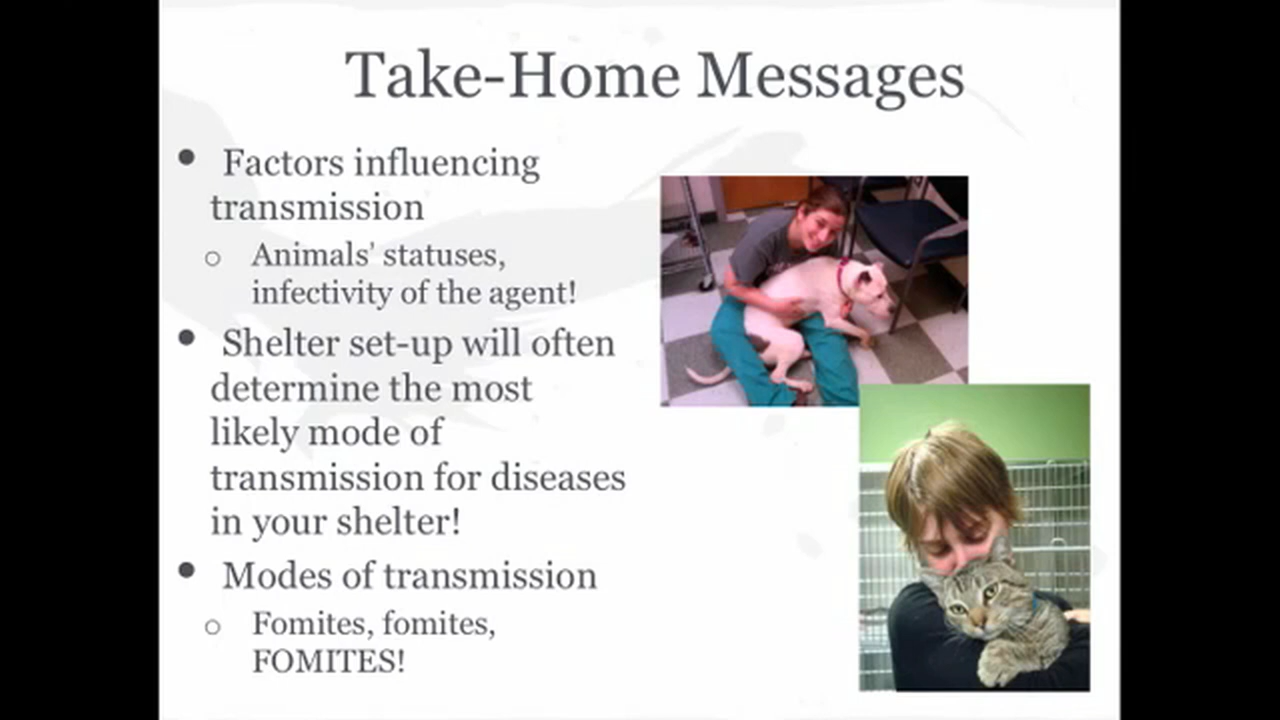 Take-Home Messages
• Factors influencing
transmission
o Animals' statuses,
infectivity of the agent!
• Shelter set-up will often
determine the most
likely mode of
transmission for diseases
in your shelter!
• Modes of transmission
o Fomites, fomites,
FOMITES!